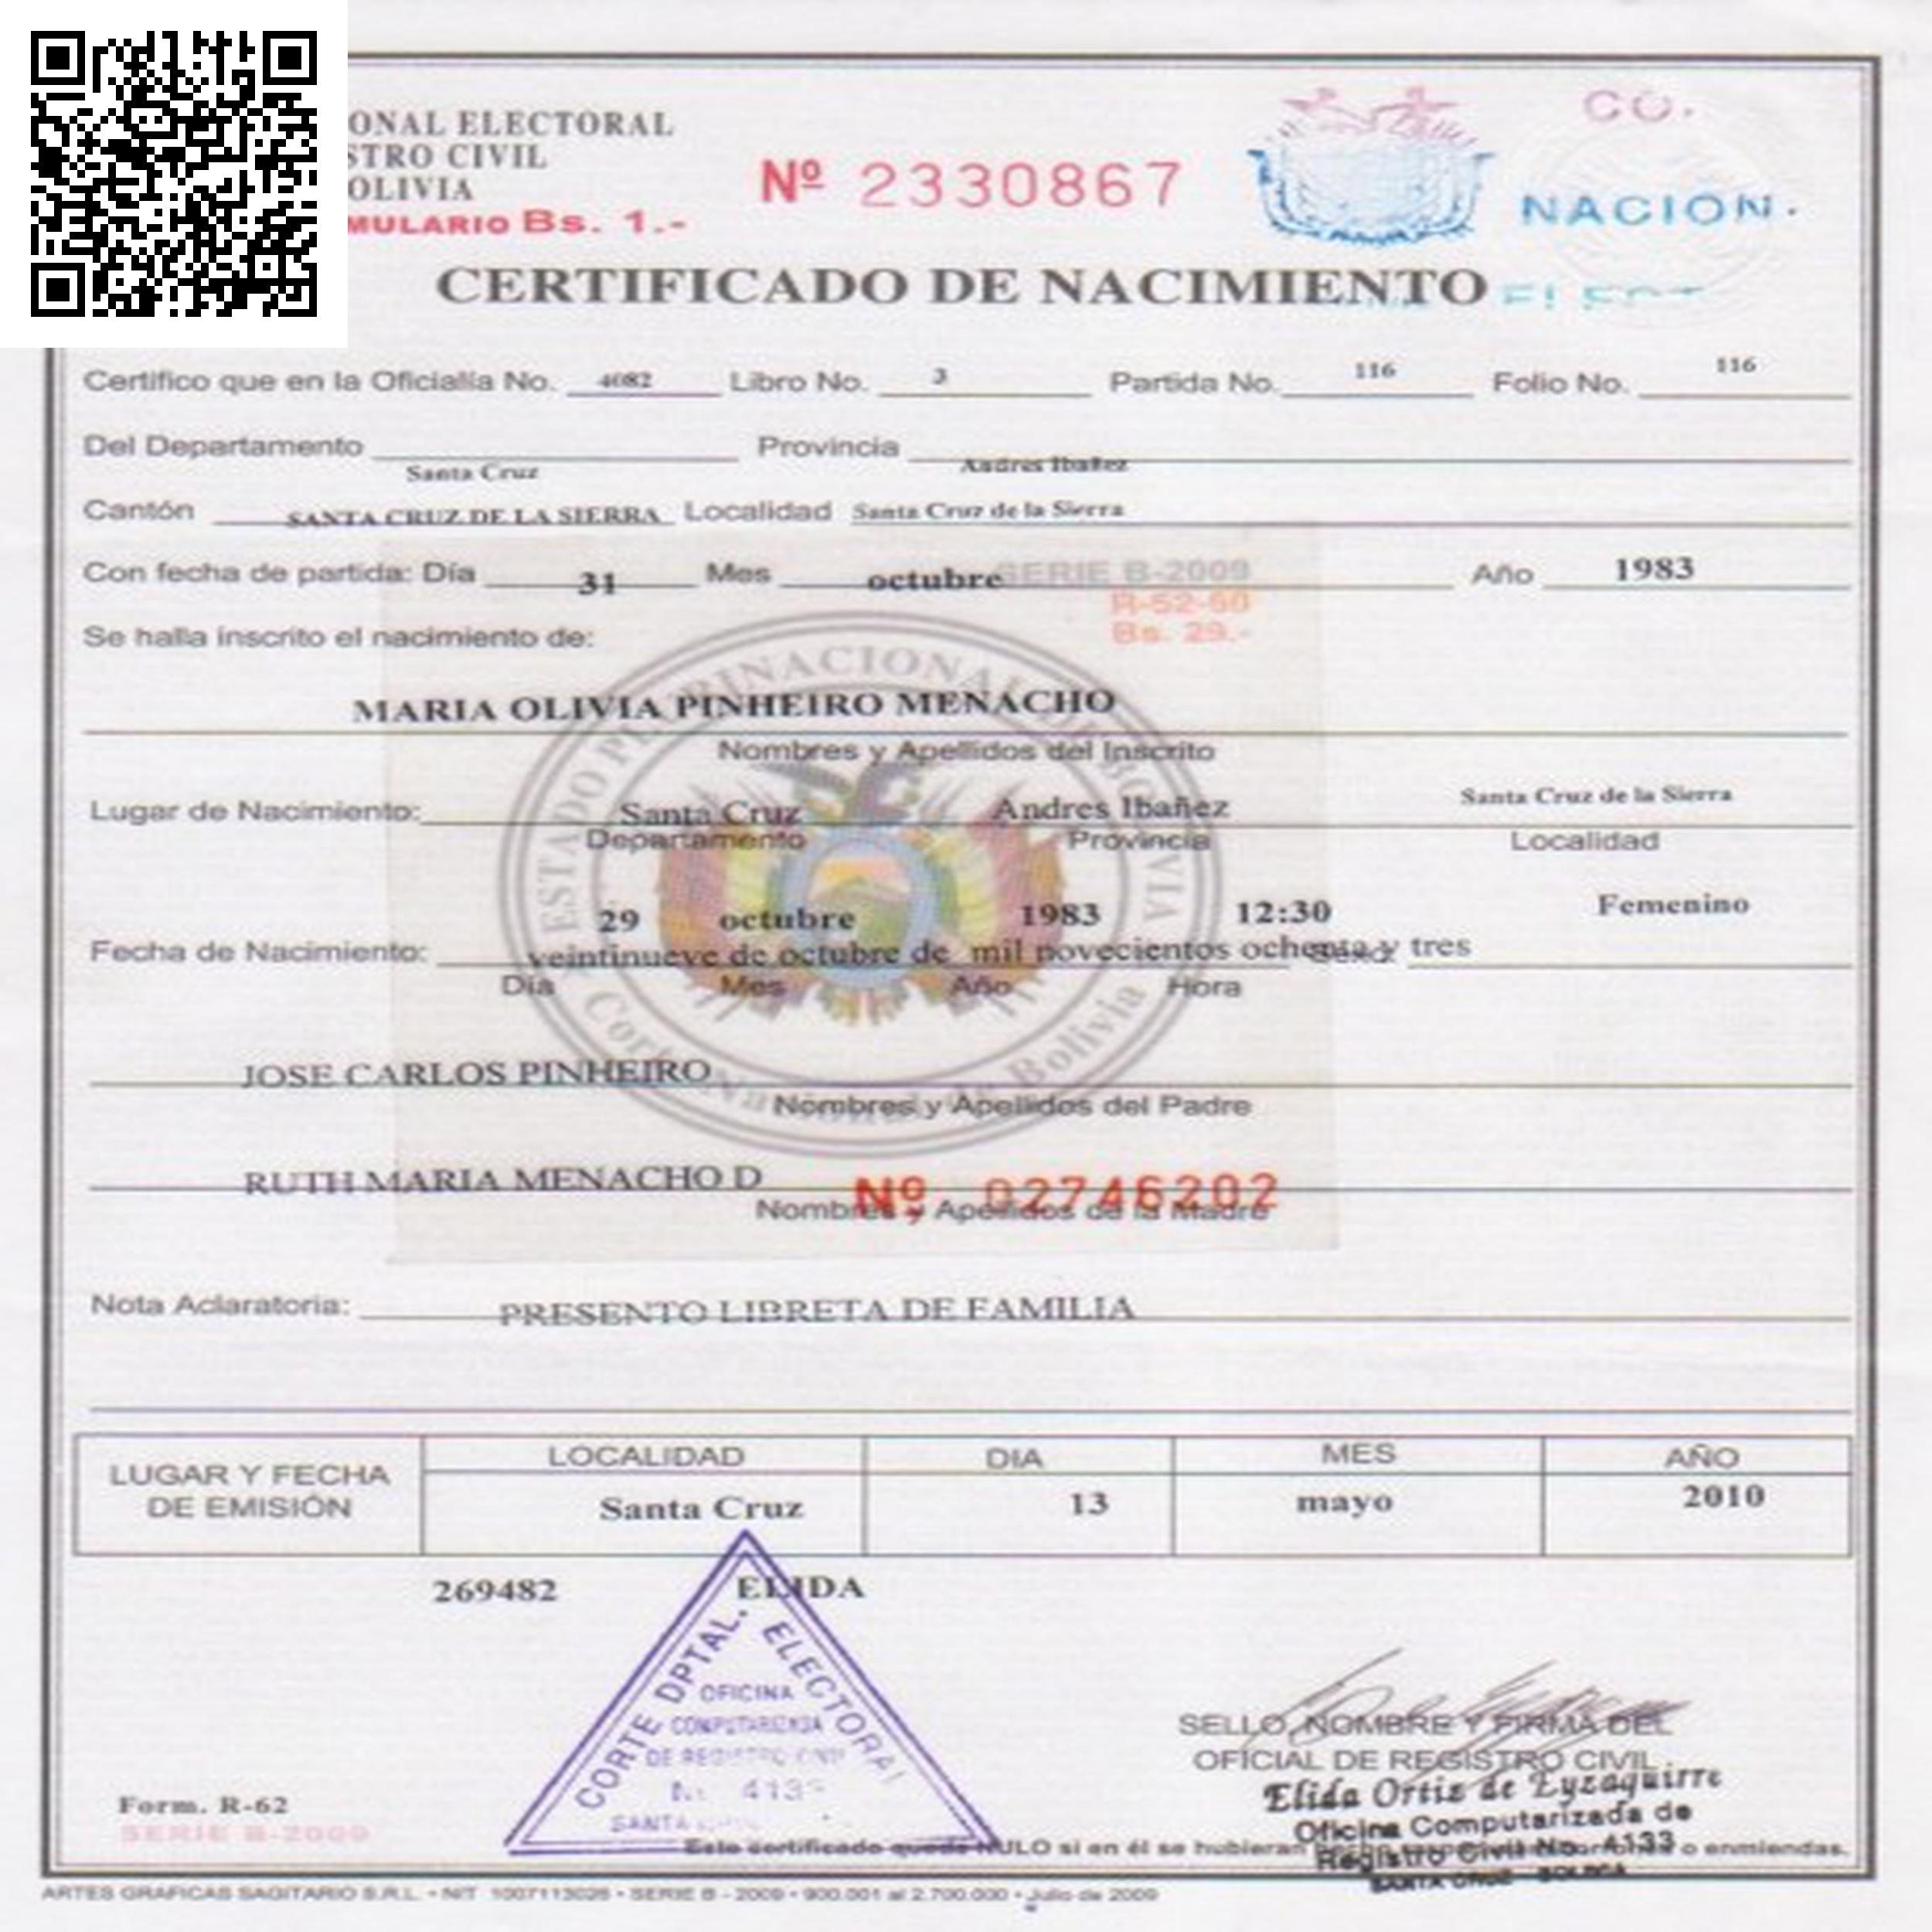 ONAL ELECTORAL
STRO CIVIL
OLIVIA
MULARIO Bs. 1.-
Nº 2330867
CO.
NACIÓN.
CERTIFICADO DE NACIMIENTO
Certifico que en la Oficialía No. 4082 Libro No. 3 Partida No. 116 Folio No. 116
Del Departamento Santa Cruz Provincia Andres Ibañez
Cantón SANTA CRUZ DE LA SIERRA Localidad Santa Cruz de la Sierra
Con fecha de partida: Día 31 Mes octubre Año 1983
SERIE B-2009
R-52-60
Bs. 29.-
Se halla inscrito el nacimiento de:
ESTADO PLURINACIONAL DE BOLIVIA
MARIA OLIVIA PINHEIRO MENACHO
Nombres y Apellidos del Inscrito
Lugar de Nacimiento: Santa Cruz Andres Ibañez Santa Cruz de la Sierra
Departamento Provincia Localidad
29 octubre 1983 12:30 Femenino
Fecha de Nacimiento: veintinueve de octubre de mil novecientos ochenta y tres
Día Mes Año Hora
Corte Nacional de Bolivia
JOSE CARLOS PINHEIRO
Nombres y Apellidos del Padre
RUTH MARIA MENACHO D
Nº 02746202
Nombres y Apellidos de la Madre
Nota Aclaratoria: PRESENTO LIBRETA DE FAMILIA
LUGAR Y FECHA DE EMISIÓN
LOCALIDAD DIA MES AÑO
Santa Cruz 13 mayo 2010
269482 ELIDA
CORTE DPTAL. ELECTORAL
OFICINA
COMPUTARIZADA
DE REGISTRO CIVIL
SANTA
SELLO, NOMBRE Y FIRMA DEL
OFICIAL DE REGISTRO CIVIL
Elida Ortiz de Eyzaguirre
Oficina Computarizada de
Registro Civil No. 4133
SANTA CRUZ - BOLIVIA
Form. R-62
SERIE B-2009
Este certificado queda NULO si en él se hubieran o enmiendas.
ARTES GRAFICAS SAGITARIO S.R.L. • NIT 1007113026 • SERIE B - 2009 • 900.001 al 2.700.000 • Julio de 2009